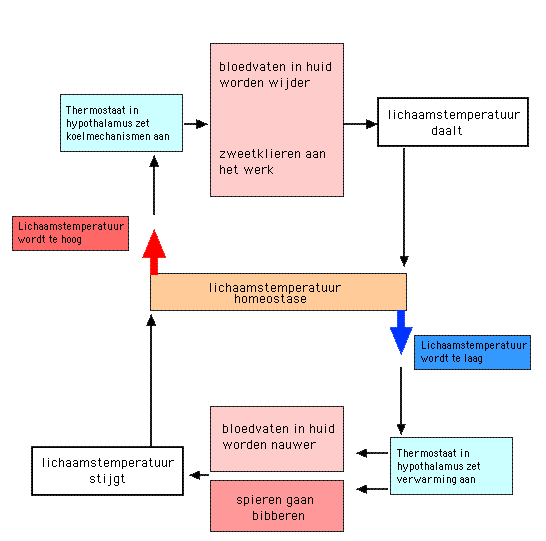 bloedvaten in huid
worden wijder
zweetklieren aan
het werk
Thermostaat in
hypothalamus zet
koelmechanismen aan
lichaamstemperatuur
daalt
Lichaamstemperatuur
wordt te hoog
lichaamstemperatuur
homeostase
Lichaamstemperatuur
wordt te laag
bloedvaten in huid
worden nauwer
Thermostaat in
hypothalamus zet
verwarming aan
lichaamstemperatuur
stijgt
spieren gaan
bibberen